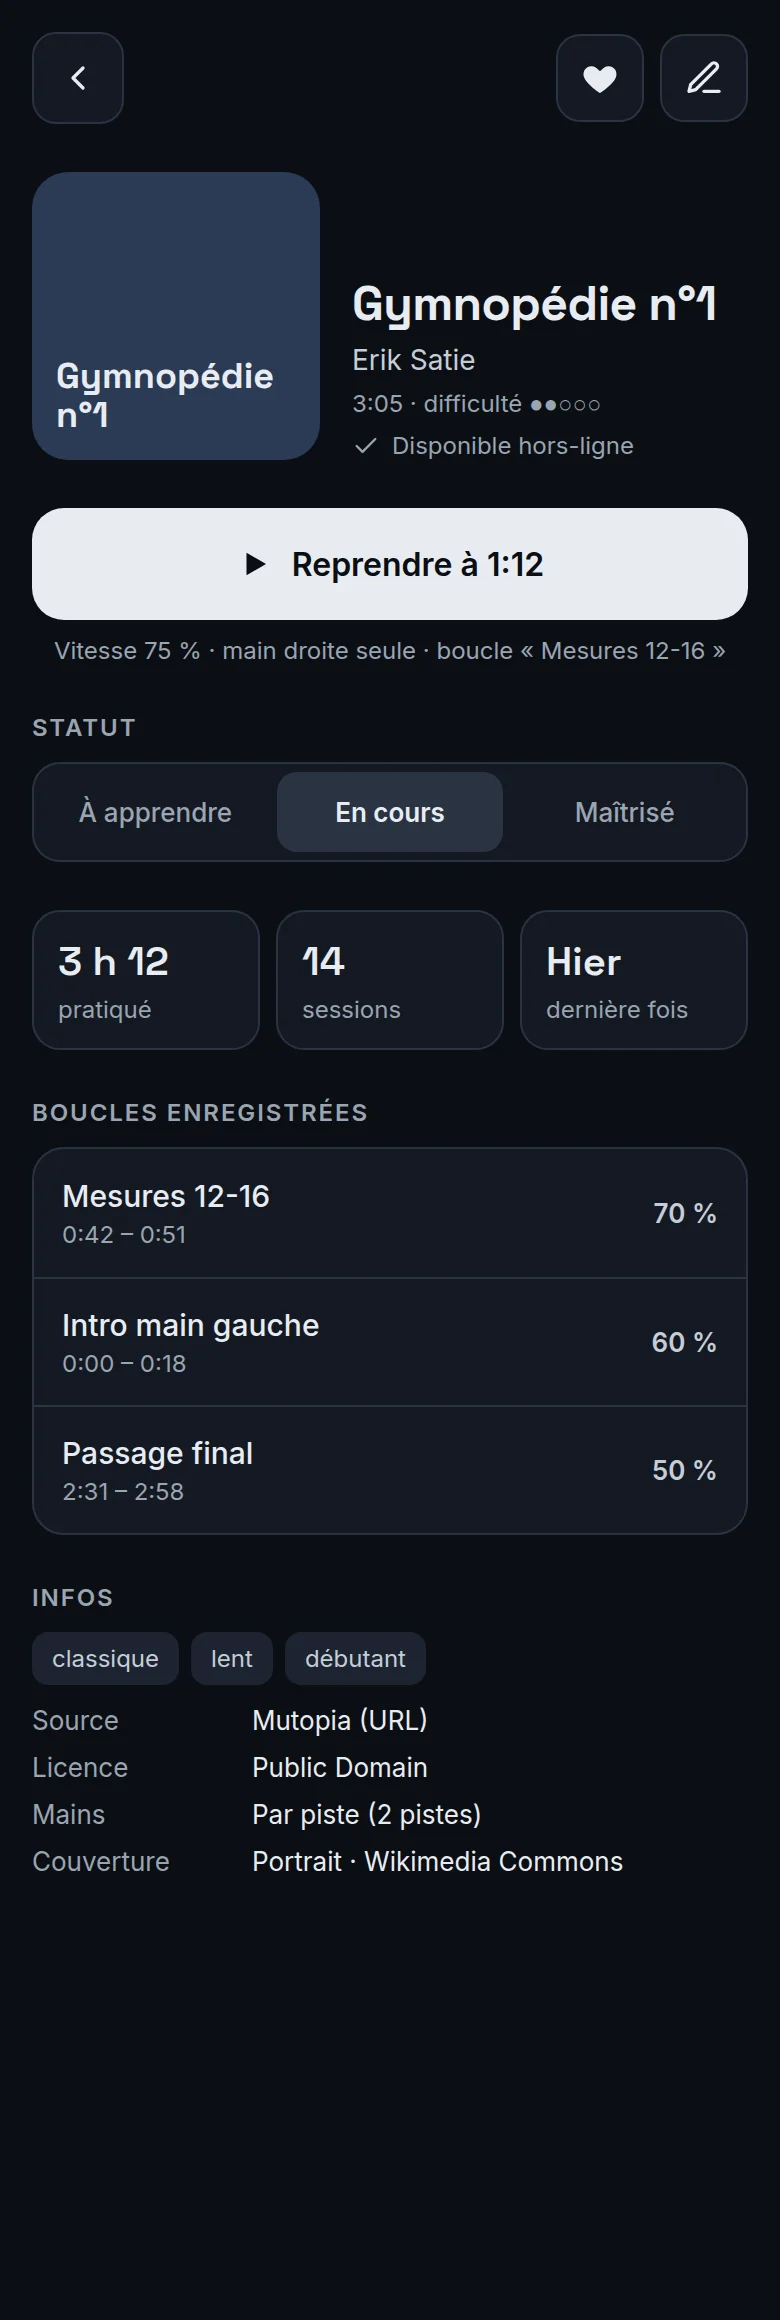 Gymnopédie
n°1
Gymnopédie n°1
Erik Satie
3:05 · difficulté ●●○○○
Disponible hors-ligne
Reprendre à 1:12
Vitesse 75 % · main droite seule · boucle « Mesures 12-16 »
STATUT
À apprendre
En cours
Maîtrisé
3 h 12
pratiqué
14
sessions
Hier
dernière fois
BOUCLES ENREGISTRÉES
Mesures 12-16
0:42 – 0:51
70 %
Intro main gauche
0:00 – 0:18
60 %
Passage final
2:31 – 2:58
50 %
INFOS
classique
lent
débutant
Source Mutopia (URL)
Licence Public Domain
Mains Par piste (2 pistes)
Couverture Portrait · Wikimedia Commons